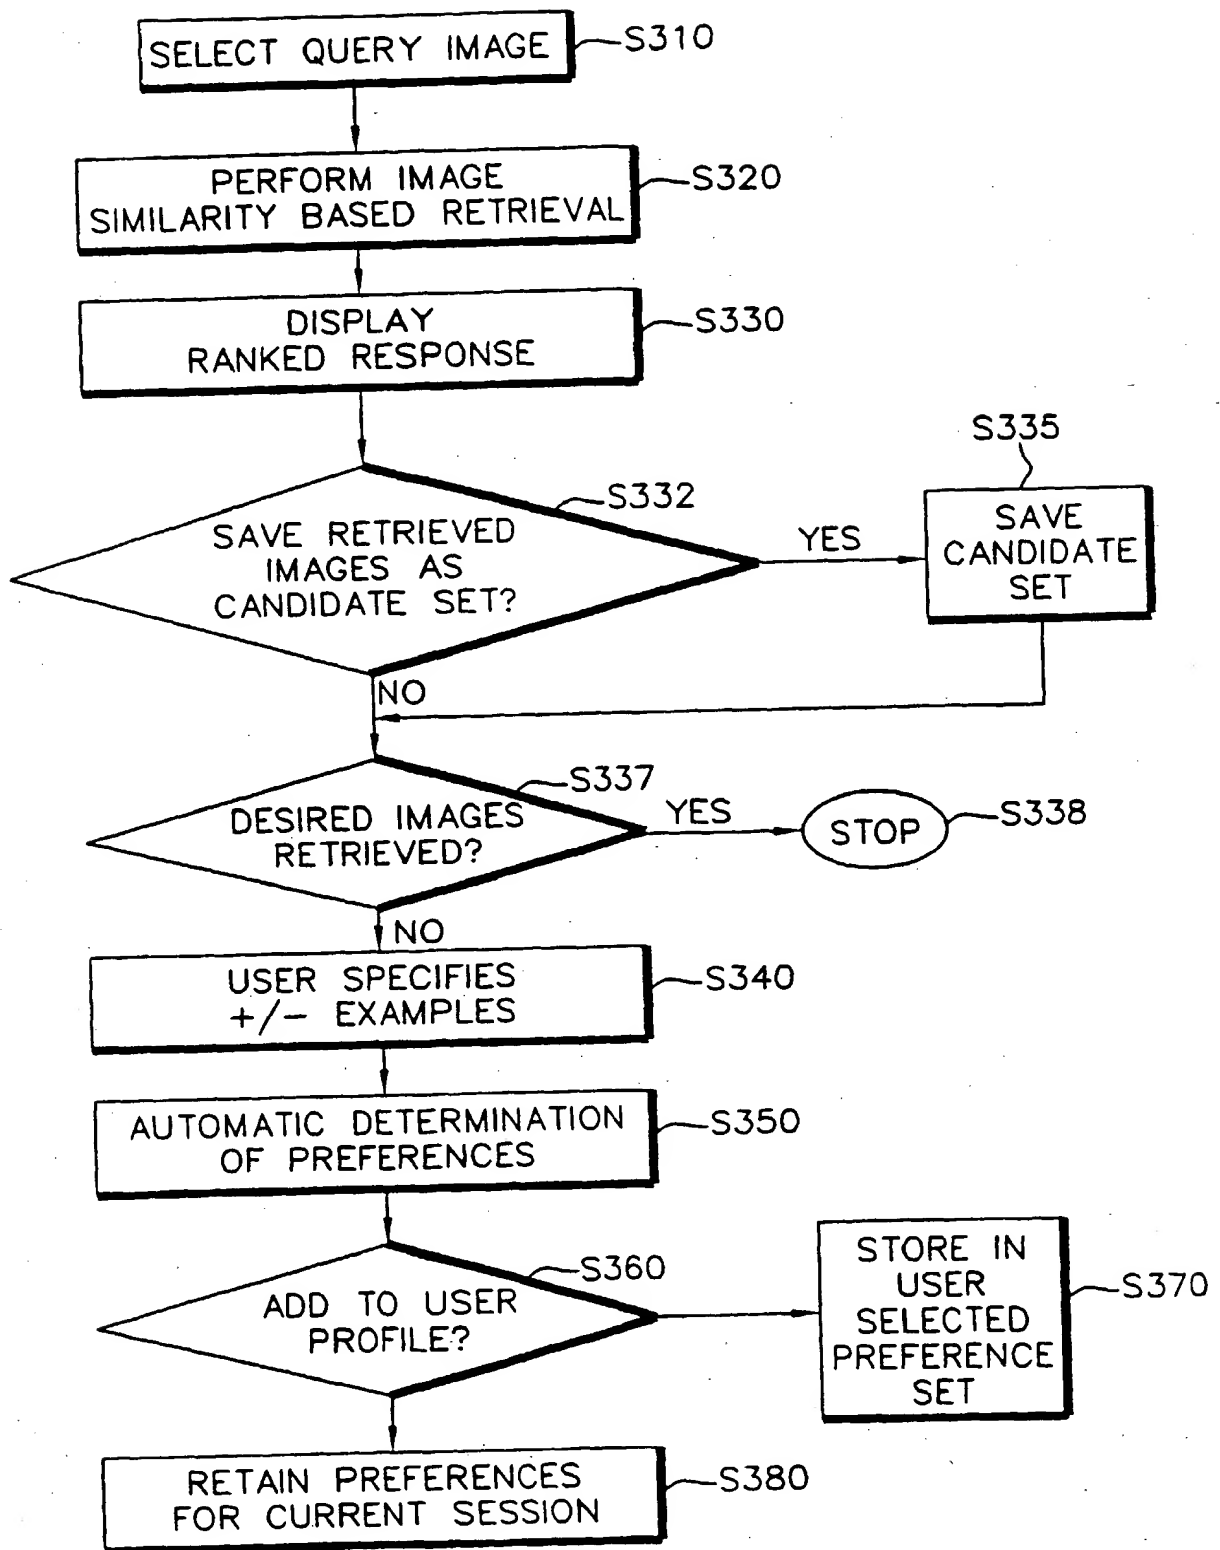 SELECT QUERY IMAGE
S310
PERFORM IMAGE
SIMILARITY BASED RETRIEVAL
S320
DISPLAY
RANKED RESPONSE
S330
S332
SAVE RETRIEVED
IMAGES AS
CANDIDATE SET?
YES
S335
SAVE
CANDIDATE
SET
NO
S337
DESIRED IMAGES
RETRIEVED?
YES
STOP
S338
NO
USER SPECIFIES
+/- EXAMPLES
S340
AUTOMATIC DETERMINATION
OF PREFERENCES
S350
S360
ADD TO USER
PROFILE?
STORE IN
USER
SELECTED
PREFERENCE
SET
S370
RETAIN PREFERENCES
FOR CURRENT SESSION
S380